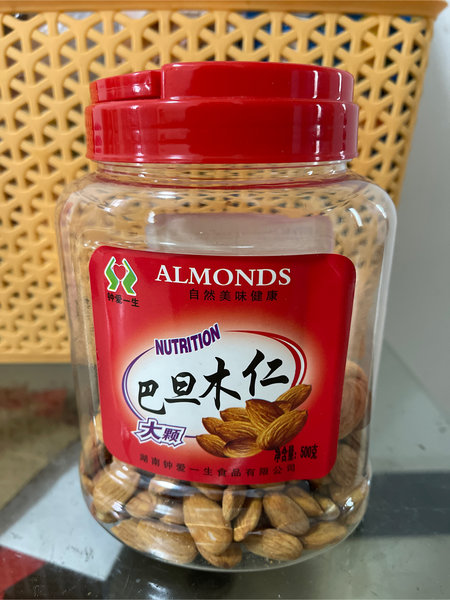 ALMONDS
钟爱一生
自然美味健康
NUTRITION
巴旦木仁
大颗
净含量:500克
湖南钟爱一生食品有限公司